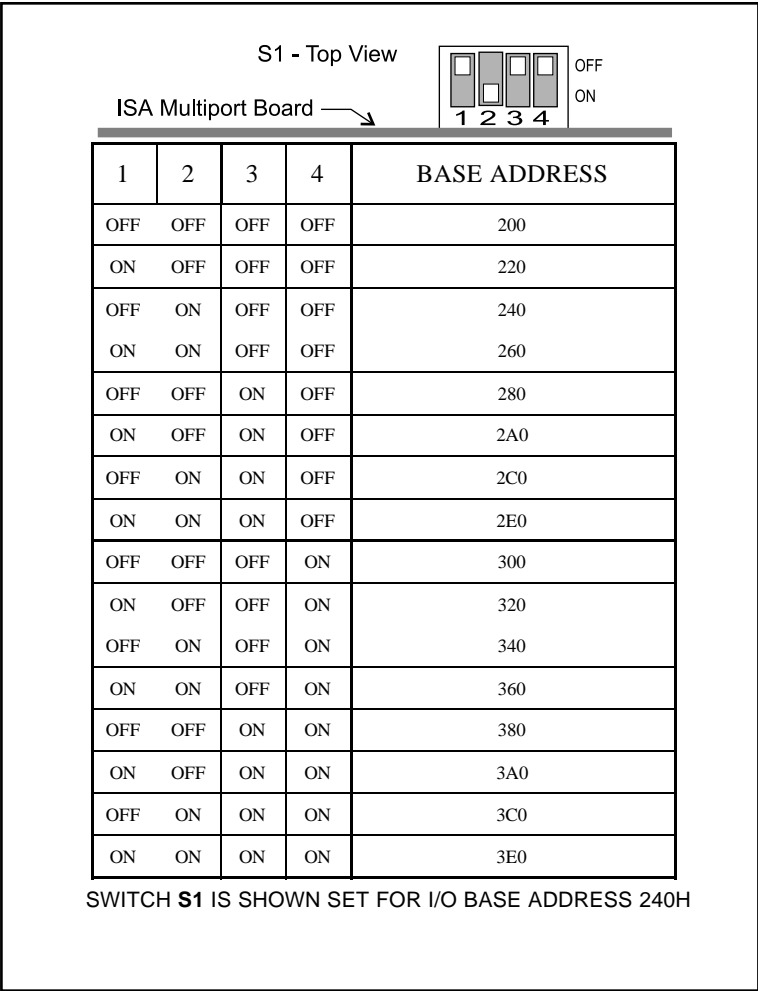 S1 - Top View
OFF
ISA Multiport Board
ON
1 2 3 4
1 2 3 4 BASE ADDRESS
OFF OFF OFF OFF 200
ON OFF OFF OFF 220
OFF ON OFF OFF 240
ON ON OFF OFF 260
OFF OFF ON OFF 280
ON OFF ON OFF 2A0
OFF ON ON OFF 2C0
ON ON ON OFF 2E0
OFF OFF OFF ON 300
ON OFF OFF ON 320
OFF ON OFF ON 340
ON ON OFF ON 360
OFF OFF ON ON 380
ON OFF ON ON 3A0
OFF ON ON ON 3C0
ON ON ON ON 3E0
SWITCH S1 IS SHOWN SET FOR I/O BASE ADDRESS 240H